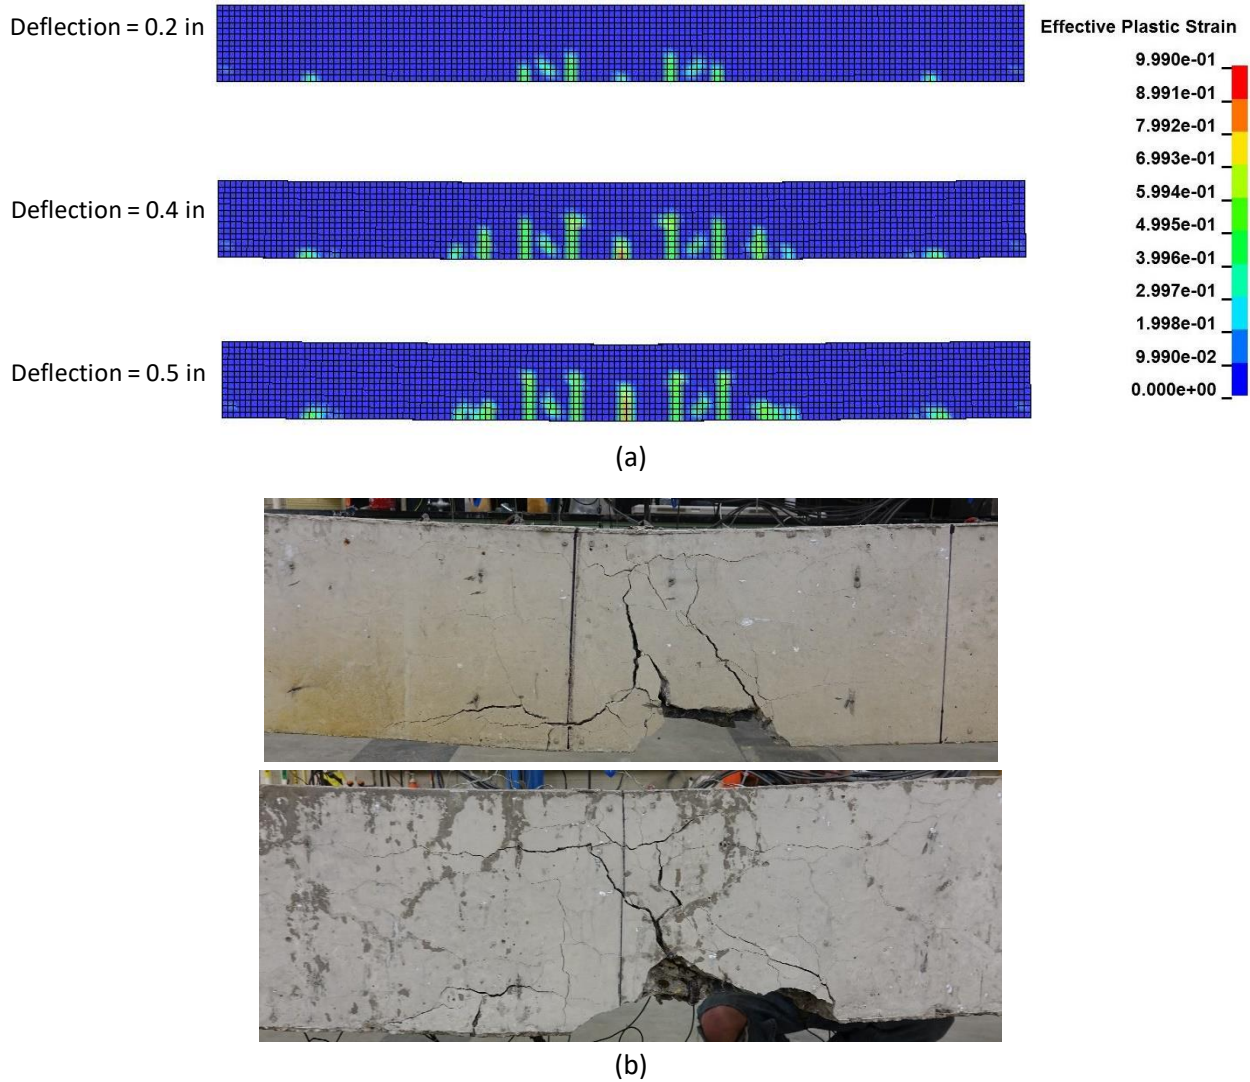 Deflection = 0.2 in
Effective Plastic Strain
9.990e-01
8.991e-01
7.992e-01
6.993e-01
5.994e-01
4.995e-01
3.996e-01
2.997e-01
1.998e-01
9.990e-02
0.000e+00
Deflection = 0.4 in
Deflection = 0.5 in
(a)
(b)